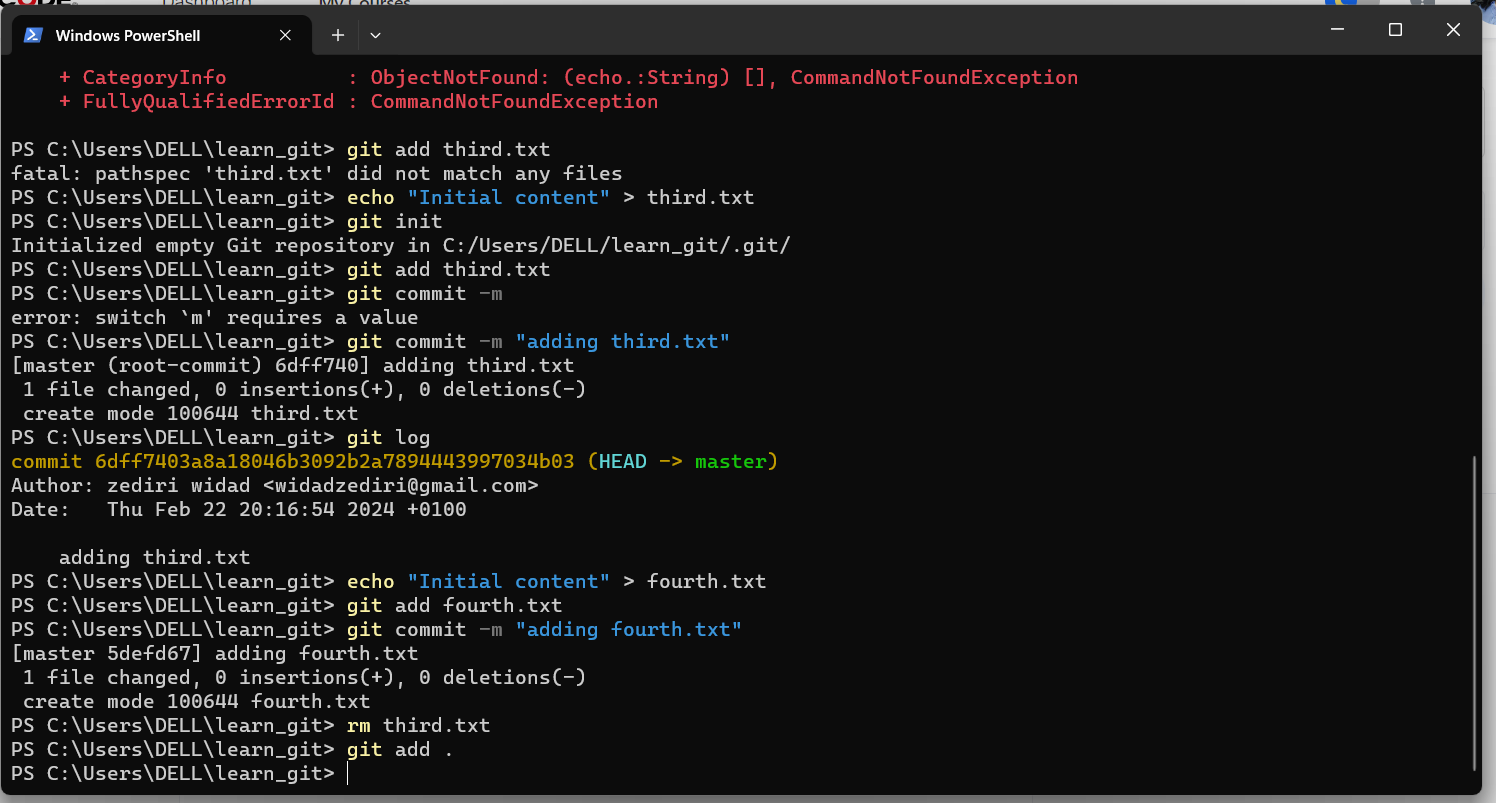 Dashboard
My Courses
Windows PowerShell
    + CategoryInfo          : ObjectNotFound: (echo.:String) [], CommandNotFoundException
    + FullyQualifiedErrorId : CommandNotFoundException
PS C:\Users\DELL\learn_git> git add third.txt
fatal: pathspec 'third.txt' did not match any files
PS C:\Users\DELL\learn_git> echo "Initial content" > third.txt
PS C:\Users\DELL\learn_git> git init
Initialized empty Git repository in C:/Users/DELL/learn_git/.git/
PS C:\Users\DELL\learn_git> git add third.txt
PS C:\Users\DELL\learn_git> git commit -m
error: switch `m' requires a value
PS C:\Users\DELL\learn_git> git commit -m "adding third.txt"
[master (root-commit) 6dff740] adding third.txt
 1 file changed, 0 insertions(+), 0 deletions(-)
 create mode 100644 third.txt
PS C:\Users\DELL\learn_git> git log
commit 6dff7403a8a18046b3092b2a7894443997034b03 (HEAD -> master)
Author: zediri widad <widadzediri@gmail.com>
Date:   Thu Feb 22 20:16:54 2024 +0100
    adding third.txt
PS C:\Users\DELL\learn_git> echo "Initial content" > fourth.txt
PS C:\Users\DELL\learn_git> git add fourth.txt
PS C:\Users\DELL\learn_git> git commit -m "adding fourth.txt"
[master 5defd67] adding fourth.txt
 1 file changed, 0 insertions(+), 0 deletions(-)
 create mode 100644 fourth.txt
PS C:\Users\DELL\learn_git> rm third.txt
PS C:\Users\DELL\learn_git> git add .
PS C:\Users\DELL\learn_git>